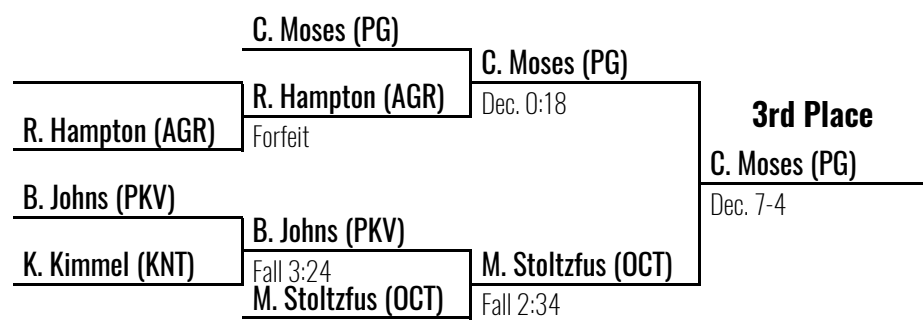 C. Moses (PG)
C. Moses (PG)
R. Hampton (AGR)
Dec. 0:18
3rd Place
R. Hampton (AGR)
Forfeit
C. Moses (PG)
B. Johns (PKV)
Dec. 7-4
B. Johns (PKV)
K. Kimmel (KNT)
Fall 3:24
M. Stoltzfus (OCT)
M. Stoltzfus (OCT)
Fall 2:34